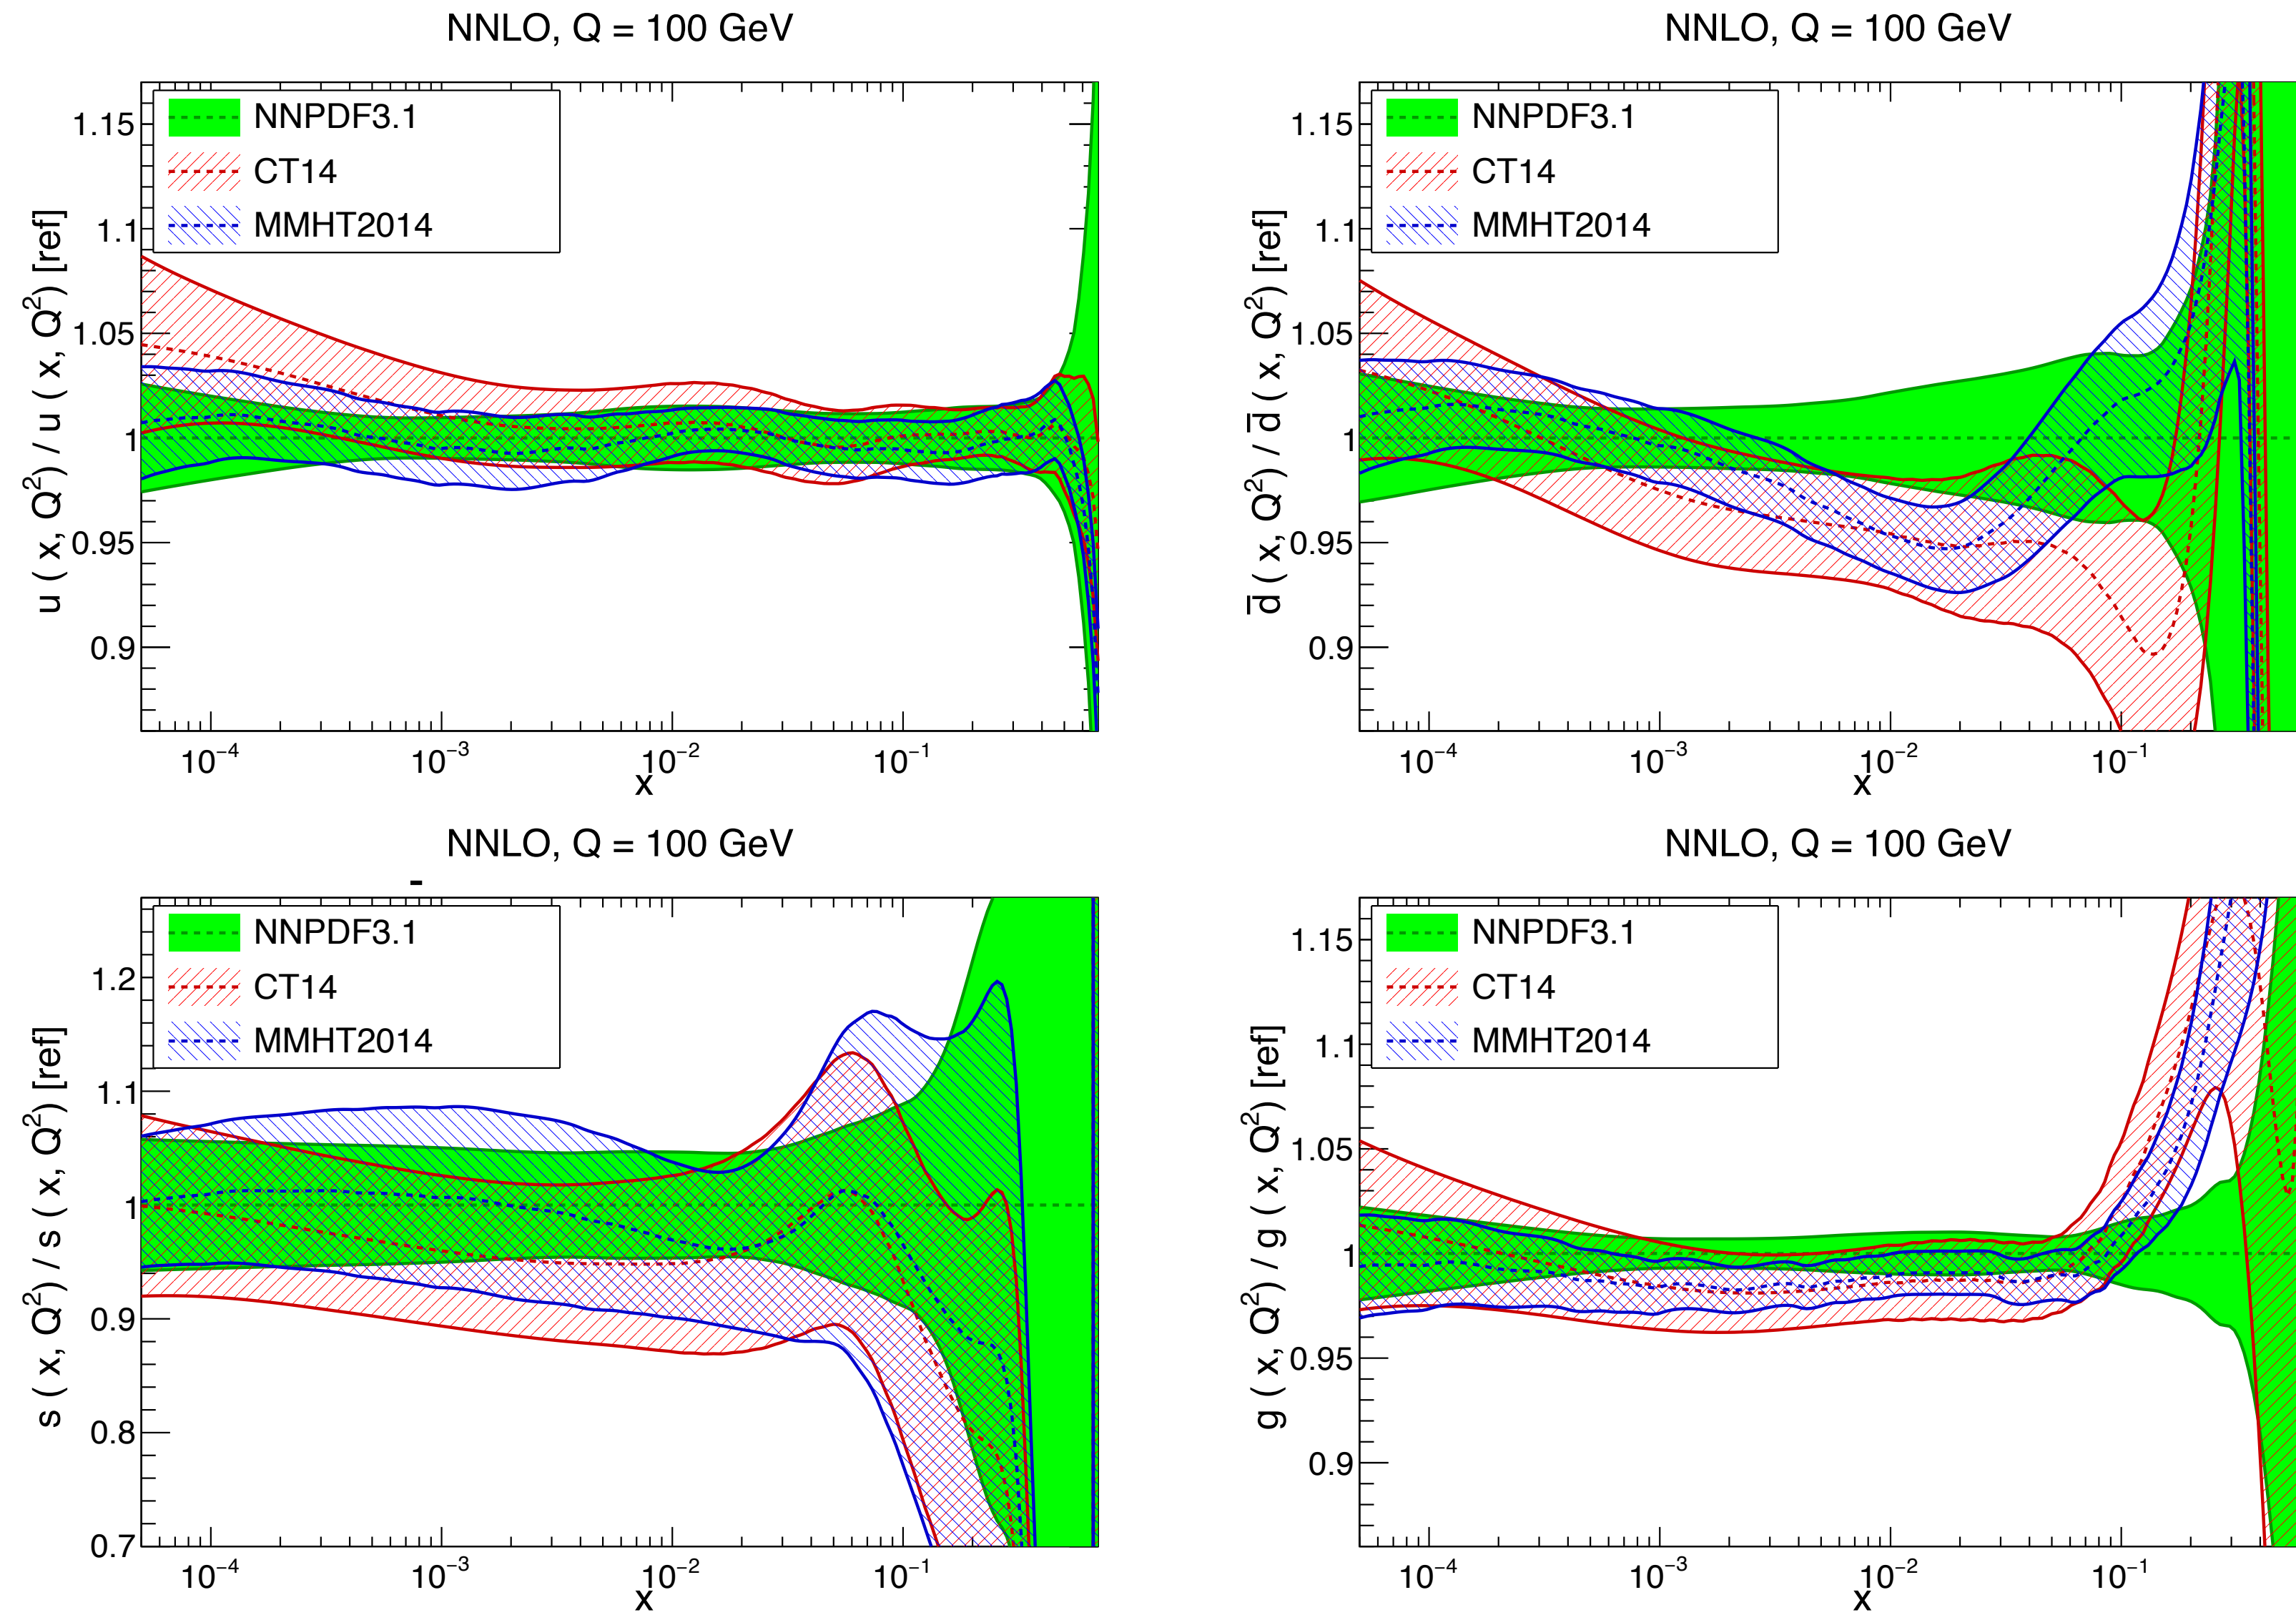 NNLO, Q = 100 GeV
NNPDF3.1
CT14
MMHT2014
1.15
1.1
1.05
1
0.95
0.9
u ( x, Q²) / u ( x, Q²) [ref]
10⁻⁴ 10⁻³ 10⁻² 10⁻¹
x
NNLO, Q = 100 GeV
NNPDF3.1
CT14
MMHT2014
1.15
1.1
1.05
1
0.95
0.9
d̅ ( x, Q²) / d̅ ( x, Q²) [ref]
10⁻⁴ 10⁻³ 10⁻² 10⁻¹
x
NNLO, Q = 100 GeV
NNPDF3.1
CT14
MMHT2014
1.2
1.1
1
0.9
0.8
0.7
s ( x, Q²) / s ( x, Q²) [ref]
10⁻⁴ 10⁻³ 10⁻² 10⁻¹
x
NNLO, Q = 100 GeV
NNPDF3.1
CT14
MMHT2014
1.15
1.1
1.05
1
0.95
0.9
g ( x, Q²) / g ( x, Q²) [ref]
10⁻⁴ 10⁻³ 10⁻² 10⁻¹
x